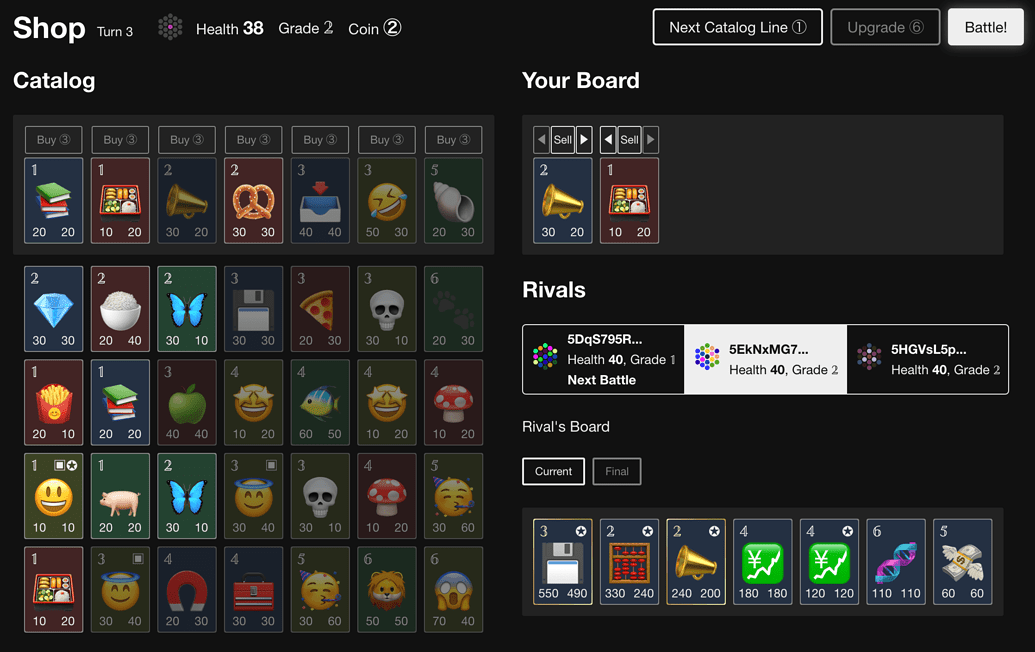 Shop Turn 3 Health 38 Grade 2 Coin ② Next Catalog Line ① Upgrade ⑥ Battle!
Catalog
Buy ③ Buy ③ Buy ③ Buy ③ Buy ③ Buy ③ Buy ③
1 1 2 2 3 3 5
20 20 10 20 30 20 30 30 40 40 50 30 20 30
2 2 2 3 3 3 6
30 30 20 40 30 10 30 30 20 30 30 10 20 30
1 1 3 4 4 4 4
20 10 20 20 40 40 10 20 60 50 10 20 10 20
1 1 2 3 3 4 5
10 10 20 20 30 10 30 40 30 10 10 20 30 60
1 3 4 4 5 6 6
10 20 30 40 20 30 30 30 30 60 50 50 70 40
Your Board
Sell Sell
2 1
30 20 10 20
Rivals
5DqS795R...
Health 40, Grade 1
Next Battle
5EkNxMG7...
Health 40, Grade 2
5HGVsL5p...
Health 40, Grade 2
Rival's Board
Current Final
3 2 2 4 4 6 5
550 490 330 240 240 200 180 180 120 120 110 110 60 60